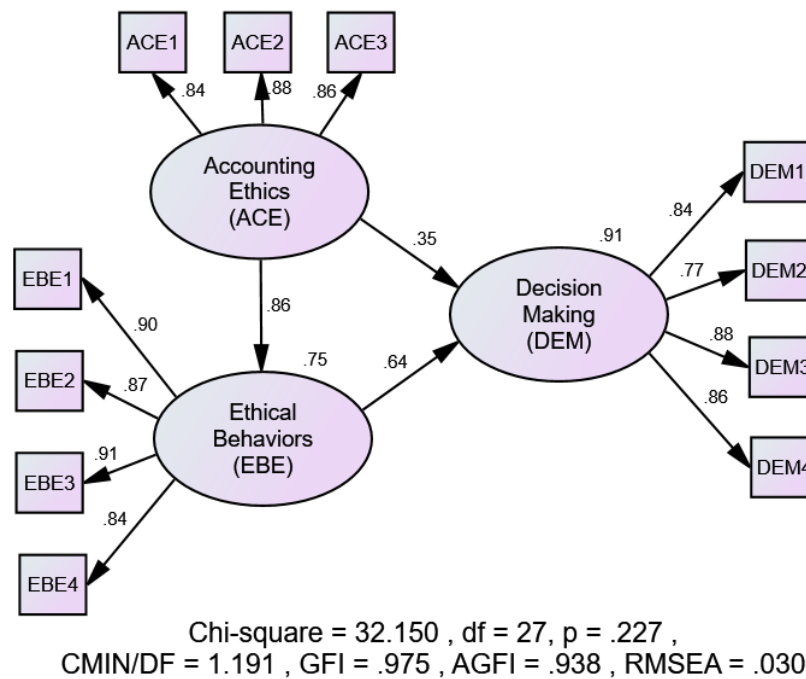 ACE1 ACE2 ACE3
.84 .88 .86
Accounting
Ethics
(ACE)
.35
.86
EBE1
EBE2
EBE3
EBE4
.90
.87
.91
.84
.75
Ethical
Behaviors
(EBE)
.64
.91
Decision
Making
(DEM)
.84
.77
.88
.86
DEM1
DEM2
DEM3
DEM4
Chi-square = 32.150 , df = 27, p = .227 ,
CMIN/DF = 1.191 , GFI = .975 , AGFI = .938 , RMSEA = .030